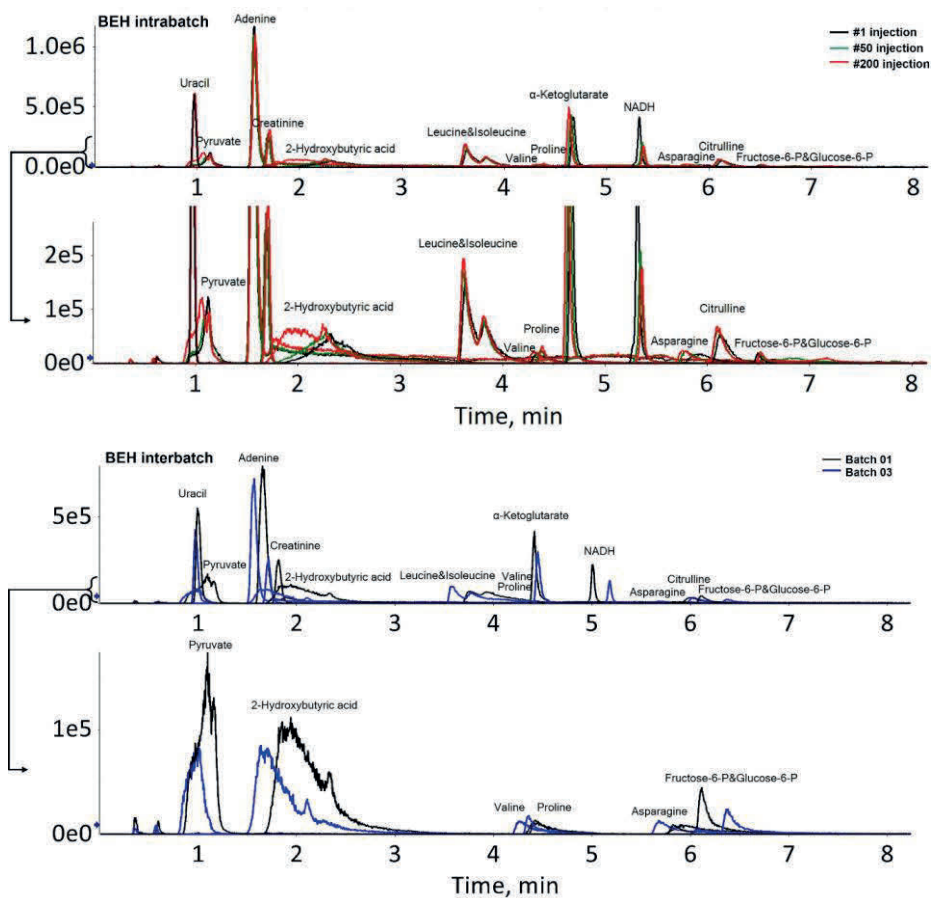 BEH intrabatch
Adenine
#1 injection
#50 injection
#200 injection
1.0e6
Uracil
α-Ketoglutarate
5.0e5
NADH
Creatinine
Pyruvate
2-Hydroxybutyric acid
Leucine&Isoleucine
Proline
Valine
Citrulline
Asparagine
Fructose-6-P&Glucose-6-P
0.0e0
1 2 3 4 5 6 7 8
2e5
Leucine&Isoleucine
Pyruvate
2-Hydroxybutyric acid
1e5
Citrulline
Proline
Valine
Asparagine
Fructose-6-P&Glucose-6-P
0e0
1 2 3 4 5 6 7 8
Time, min
BEH interbatch
Adenine
Batch 01
Batch 03
Uracil
5e5
α-Ketoglutarate
Creatinine
NADH
Pyruvate
2-Hydroxybutyric acid
Leucine&Isoleucine
Valine
Proline
Citrulline
Asparagine
Fructose-6-P&Glucose-6-P
0e0
1 2 3 4 5 6 7 8
Pyruvate
2-Hydroxybutyric acid
1e5
Fructose-6-P&Glucose-6-P
Valine
Proline
Asparagine
0e0
1 2 3 4 5 6 7 8
Time, min